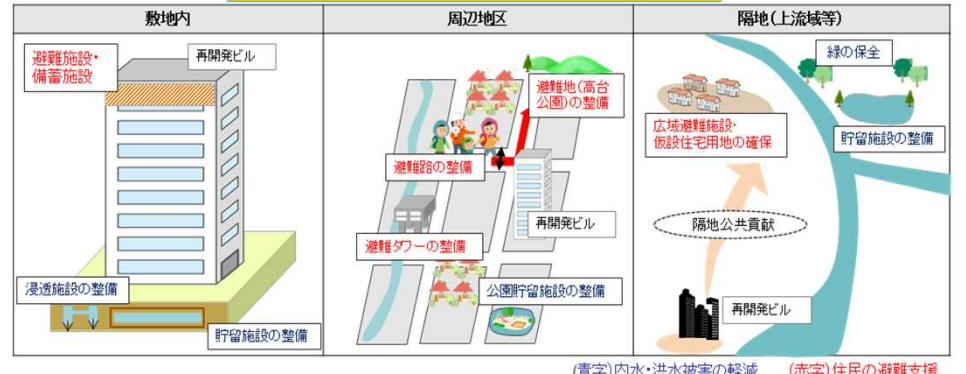 敷地内
周辺地区
隔地(上流域等)
避難施設・
備蓄施設
再開発ビル
浸透施設の整備
貯留施設の整備
避難地(高台
公園)の整備
避難路の整備
再開発ビル
避難タワーの整備
公園貯留施設の整備
緑の保全
広域避難施設・
仮設住宅用地の確保
貯留施設の整備
隔地公共貢献
再開発ビル
(青字)内水・洪水被害の軽減 (赤字)住民の避難支援